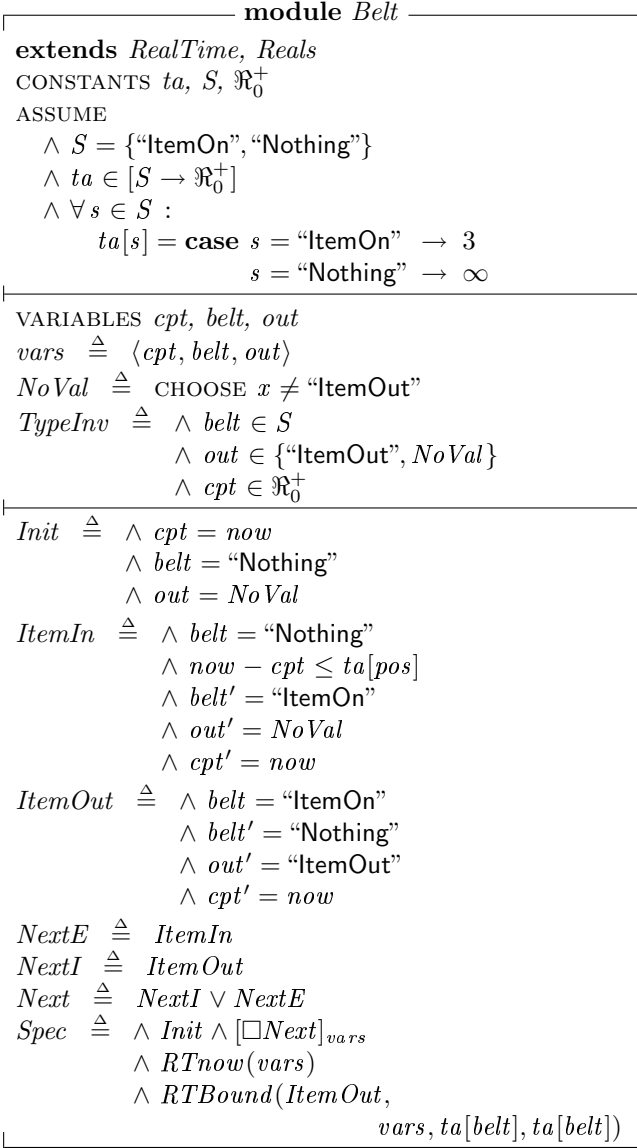 module Belt
extends RealTime, Reals
CONSTANTS ta, S, ℜ₀⁺
ASSUME
∧ S = {“ItemOn”, “Nothing”}
∧ ta ∈ [S → ℜ₀⁺]
∧ ∀ s ∈ S :
ta[s] = case s = “ItemOn” → 3
s = “Nothing” → ∞
VARIABLES cpt, belt, out
vars ≜ ⟨cpt, belt, out⟩
NoVal ≜ CHOOSE x ≠ “ItemOut”
TypeInv ≜ ∧ belt ∈ S
∧ out ∈ {“ItemOut”, NoVal}
∧ cpt ∈ ℜ₀⁺
Init ≜ ∧ cpt = now
∧ belt = “Nothing”
∧ out = NoVal
ItemIn ≜ ∧ belt = “Nothing”
∧ now − cpt ≤ ta[pos]
∧ belt′ = “ItemOn”
∧ out′ = NoVal
∧ cpt′ = now
ItemOut ≜ ∧ belt = “ItemOn”
∧ belt′ = “Nothing”
∧ out′ = “ItemOut”
∧ cpt′ = now
NextE ≜ ItemIn
NextI ≜ ItemOut
Next ≜ NextI ∨ NextE
Spec ≜ ∧ Init ∧ [□Next]_vars
∧ RTnow(vars)
∧ RTBound(ItemOut,
vars, ta[belt], ta[belt])